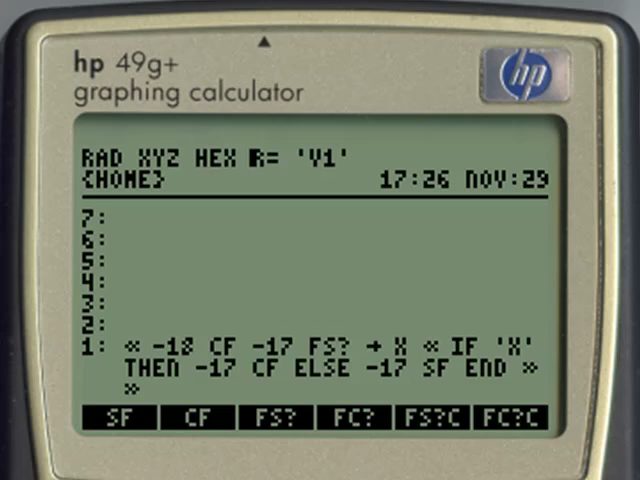 hp 49g+
graphing calculator
hp
RAD XYZ HEX R= 'V1'
{HOME} 17:26 NOV:29
7:
6:
5:
4:
3:
2:
1: « -18 CF -17 FS? → X « IF 'X'
THEN -17 CF ELSE -17 SF END »
»
SF CF FS? FC? FS?C FC?C